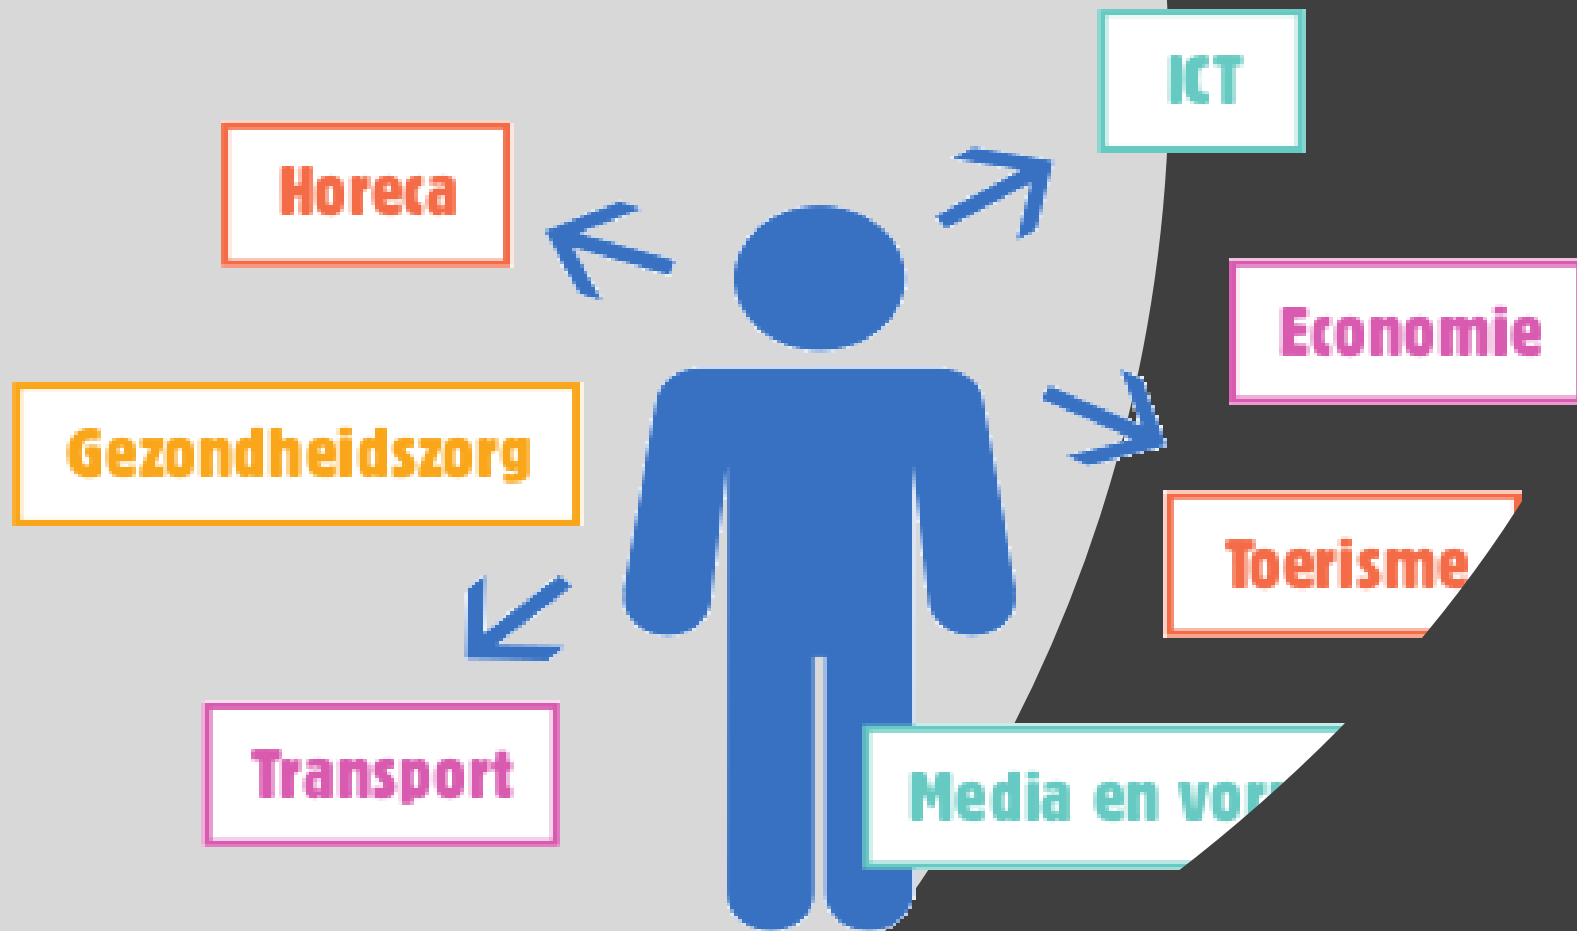 ICT
Horeca
Economie
Gezondheidszorg
Toerisme
Transport
Media en